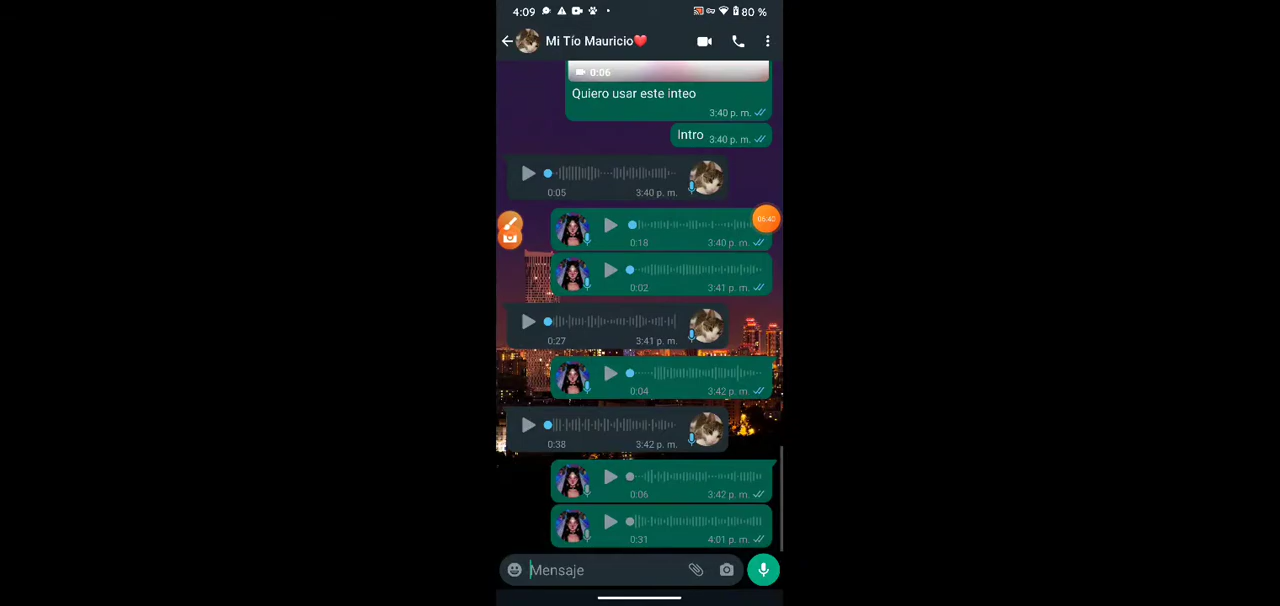 4:09 80 %
Mi Tío Mauricio❤️
0:06
Quiero usar este inteo
3:40 p. m.
Intro 3:40 p. m.
0:05 3:40 p. m.
06:40
0:18 3:40 p. m.
0:02 3:41 p. m.
0:27 3:41 p. m.
0:04 3:42 p. m.
0:38 3:42 p. m.
0:06 3:42 p. m.
0:31 4:01 p. m.
Mensaje